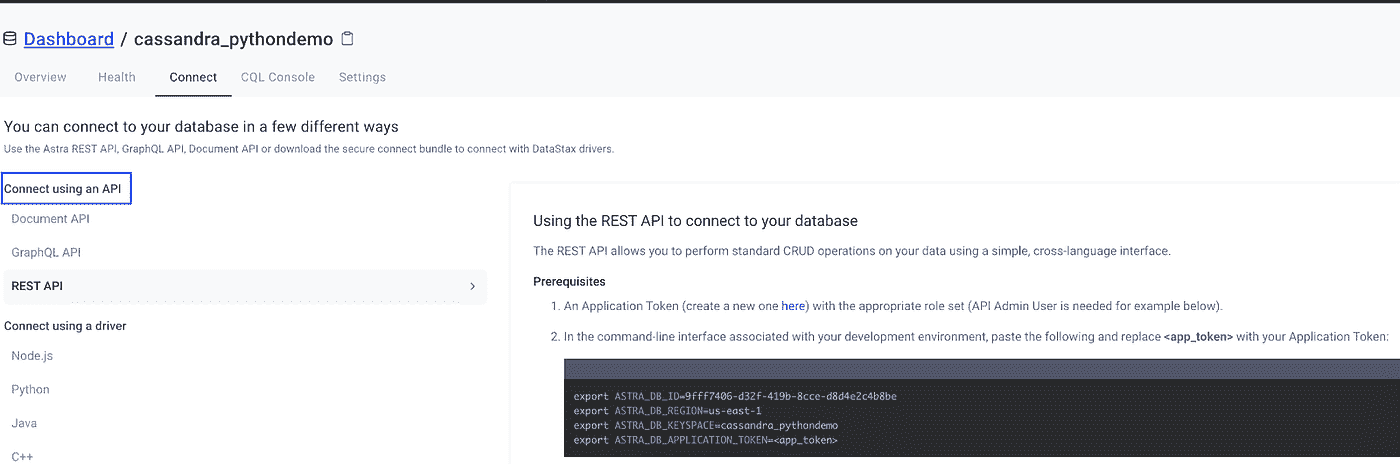 Dashboard / cassandra_pythondemo
Overview Health Connect CQL Console Settings
You can connect to your database in a few different ways
Use the Astra REST API, GraphQL API, Document API or download the secure connect bundle to connect with DataStax drivers.
Connect using an API
Document API
GraphQL API
REST API
Connect using a driver
Node.js
Python
Java
C++
Using the REST API to connect to your database
The REST API allows you to perform standard CRUD operations on your data using a simple, cross-language interface.
Prerequisites
1. An Application Token (create a new one here) with the appropriate role set (API Admin User is needed for example below).
2. In the command-line interface associated with your development environment, paste the following and replace <app_token> with your Application Token:
export ASTRA_DB_ID=9fff7406-d32f-419b-8cce-d8d4e2c4b8be
export ASTRA_DB_REGION=us-east-1
export ASTRA_DB_KEYSPACE=cassandra_pythondemo
export ASTRA_DB_APPLICATION_TOKEN=<app_token>